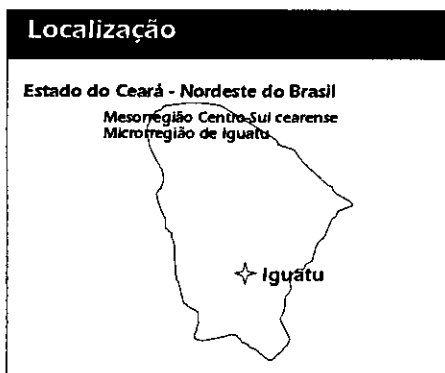 Localização
Estado do Ceará - Nordeste do Brasil
Mesorregião Centro-Sul cearense
Microrregião de Iguatu
Iguatu